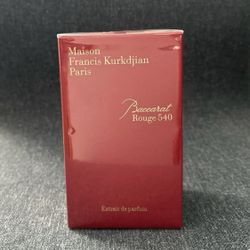 Maison
Francis Kurkdjian
Paris
Baccarat
Rouge 540
Extrait de parfum